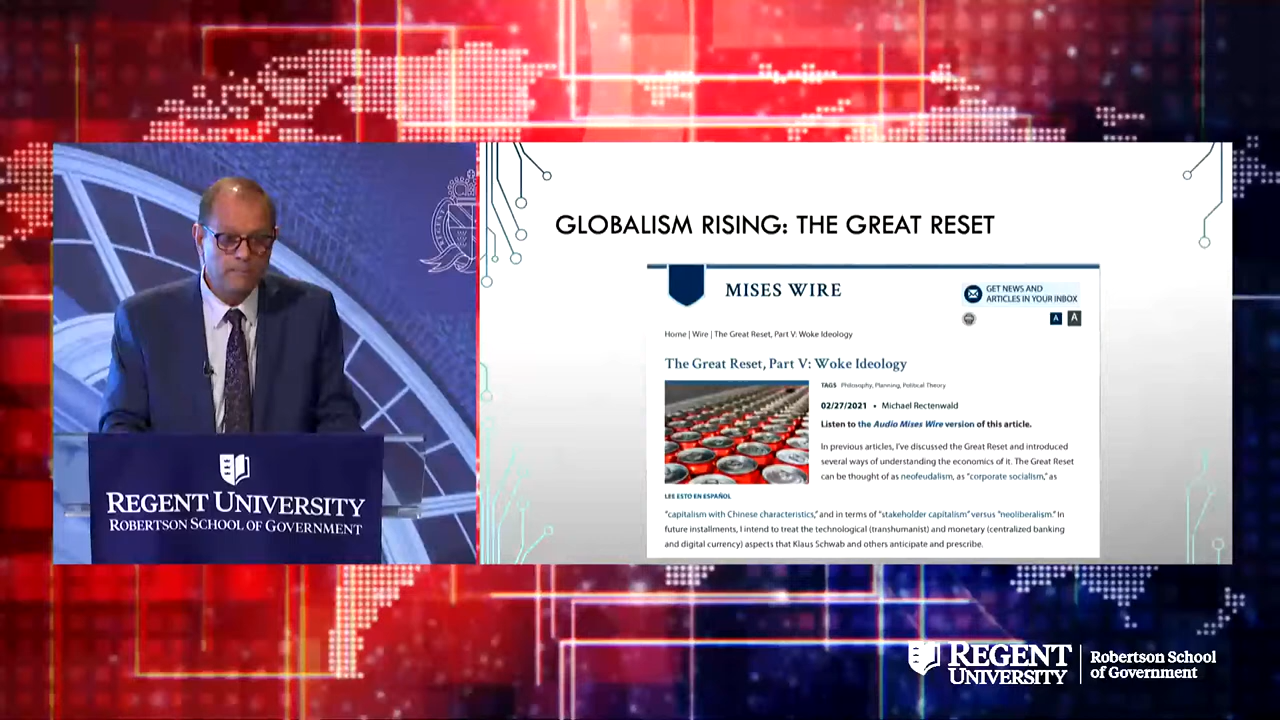 REGENT UNIVERSITY
ROBERTSON SCHOOL OF GOVERNMENT
GLOBALISM RISING: THE GREAT RESET
MISES WIRE
GET NEWS AND
ARTICLES IN YOUR INBOX
A
A
Home | Wire | The Great Reset, Part V: Woke Ideology
The Great Reset, Part V: Woke Ideology
TAGS Philosophy, Planning, Political Theory
02/27/2021 • Michael Rectenwald
Listen to the Audio Mises Wire version of this article.
In previous articles, I've discussed the Great Reset and introduced
several ways of understanding the economics of it. The Great Reset
can be thought of as neofeudalism, as "corporate socialism," as
LEE ESTO EN ESPAÑOL
"capitalism with Chinese characteristics," and in terms of "stakeholder capitalism" versus "neoliberalism." In
future installments, I intend to treat the technological (transhumanist) and monetary (centralized banking
and digital currency) aspects that Klaus Schwab and others anticipate and prescribe.
REGENT
UNIVERSITY
Robertson School
of Government